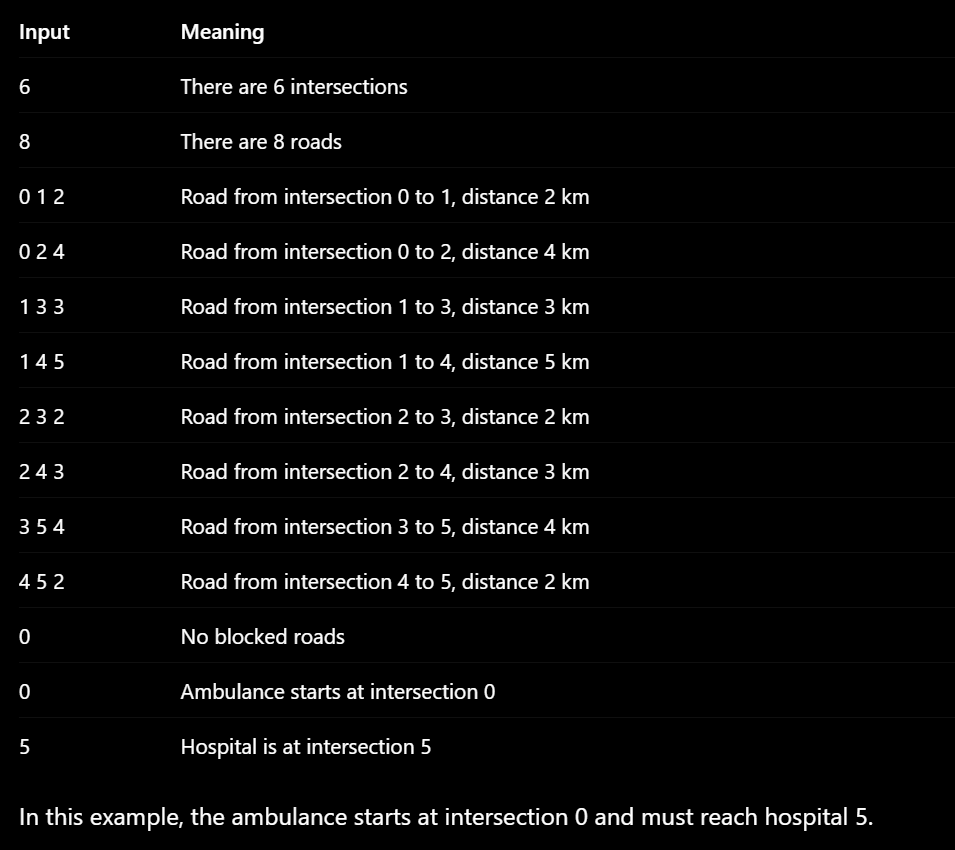 Input Meaning
6 There are 6 intersections
8 There are 8 roads
0 1 2 Road from intersection 0 to 1, distance 2 km
0 2 4 Road from intersection 0 to 2, distance 4 km
1 3 3 Road from intersection 1 to 3, distance 3 km
1 4 5 Road from intersection 1 to 4, distance 5 km
2 3 2 Road from intersection 2 to 3, distance 2 km
2 4 3 Road from intersection 2 to 4, distance 3 km
3 5 4 Road from intersection 3 to 5, distance 4 km
4 5 2 Road from intersection 4 to 5, distance 2 km
0 No blocked roads
0 Ambulance starts at intersection 0
5 Hospital is at intersection 5
In this example, the ambulance starts at intersection 0 and must reach hospital 5.